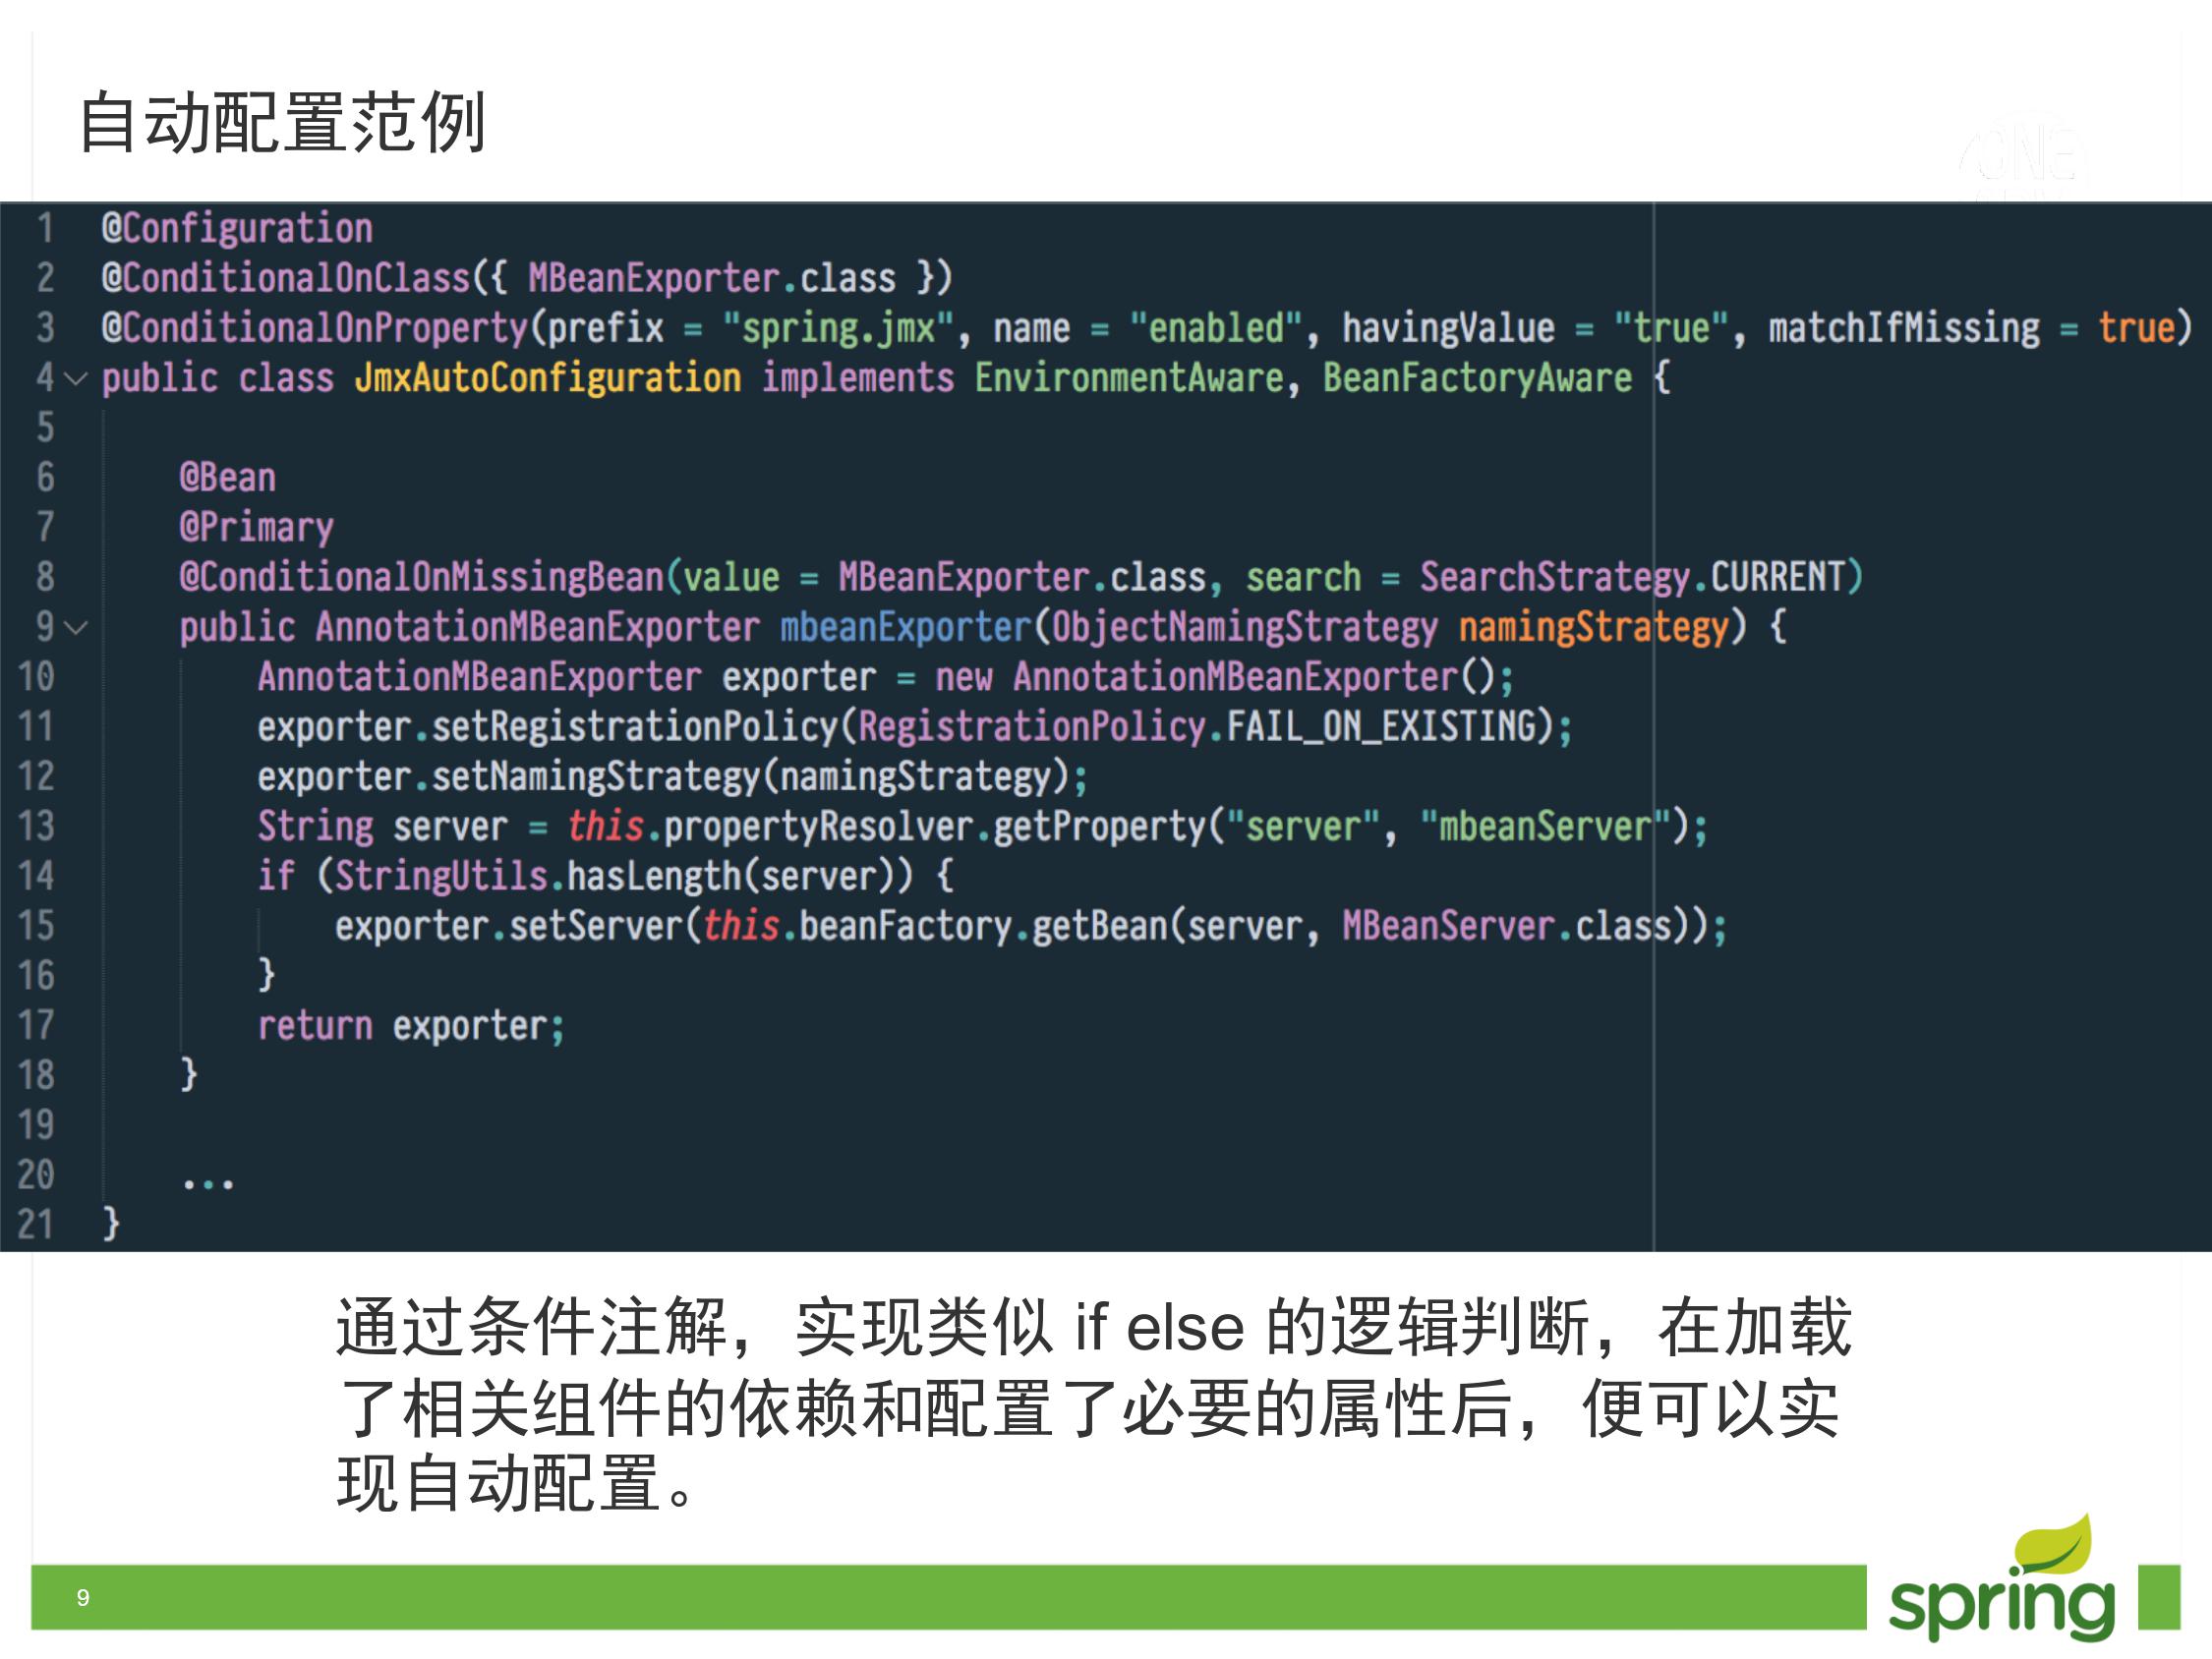 自动配置范例
1 @Configuration
2 @ConditionalOnClass({ MBeanExporter.class })
3 @ConditionalOnProperty(prefix = "spring.jmx", name = "enabled", havingValue = "true", matchIfMissing = true)
4 public class JmxAutoConfiguration implements EnvironmentAware, BeanFactoryAware {
5
6     @Bean
7     @Primary
8     @ConditionalOnMissingBean(value = MBeanExporter.class, search = SearchStrategy.CURRENT)
9     public AnnotationMBeanExporter mbeanExporter(ObjectNamingStrategy namingStrategy) {
10         AnnotationMBeanExporter exporter = new AnnotationMBeanExporter();
11         exporter.setRegistrationPolicy(RegistrationPolicy.FAIL_ON_EXISTING);
12         exporter.setNamingStrategy(namingStrategy);
13         String server = this.propertyResolver.getProperty("server", "mbeanServer");
14         if (StringUtils.hasLength(server)) {
15             exporter.setServer(this.beanFactory.getBean(server, MBeanServer.class));
16         }
17         return exporter;
18     }
19
20     ...
21 }
通过条件注解，实现类似 if else 的逻辑判断，在加载
了相关组件的依赖和配置了必要的属性后，便可以实
现自动配置。
9
spring